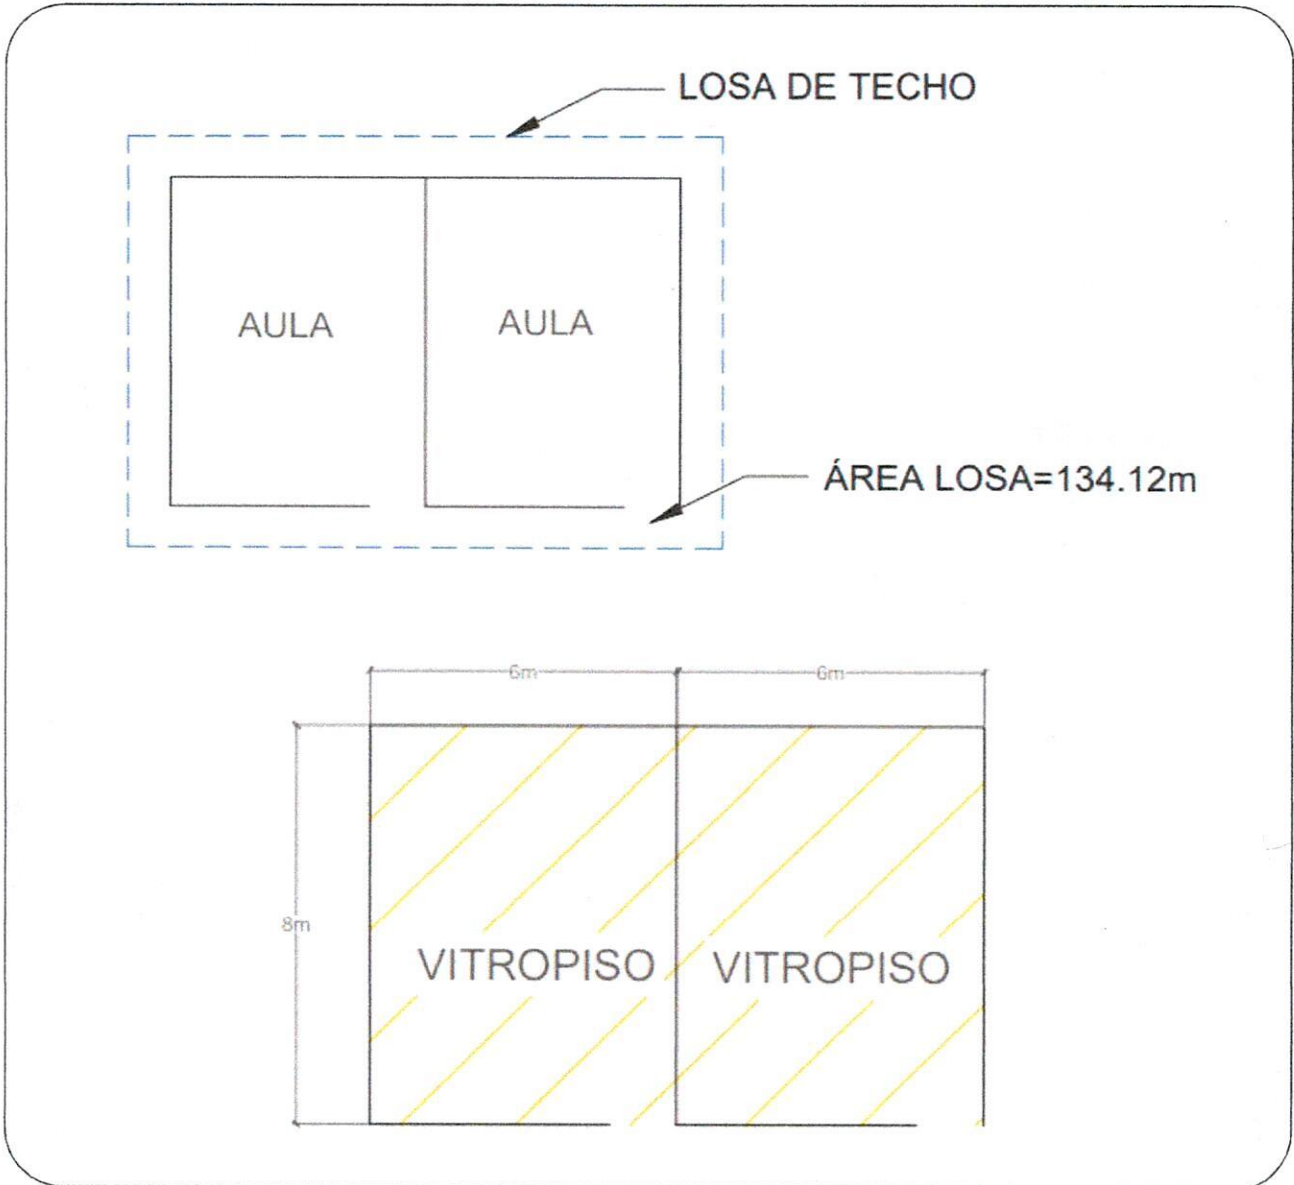 LOSA DE TECHO
AULA
AULA
ÁREA LOSA=134.12m
6m
6m
8m
VITROPISO
VITROPISO